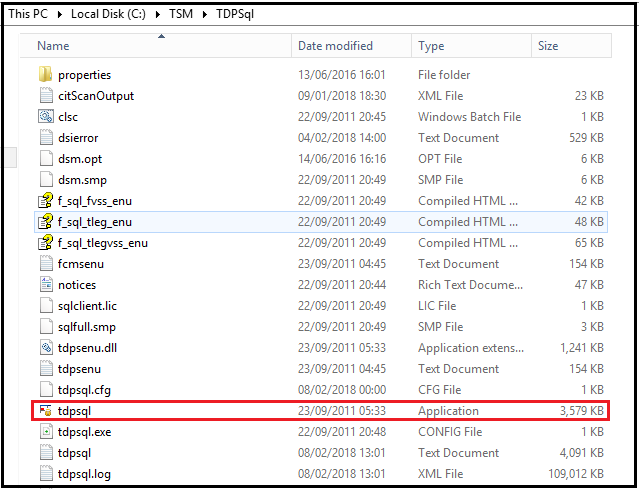 This PC ▸ Local Disk (C:) ▸ TSM ▸ TDPSql
Name Date modified Type Size
properties 13/06/2016 16:01 File folder
citScanOutput 09/01/2018 18:30 XML File 23 KB
clsc 22/09/2011 20:45 Windows Batch File 1 KB
dsierror 04/02/2018 14:00 Text Document 529 KB
dsm.opt 14/06/2016 16:16 OPT File 6 KB
dsm.smp 22/09/2011 20:49 SMP File 6 KB
f_sql_fvss_enu 22/09/2011 20:49 Compiled HTML ... 42 KB
f_sql_tleg_enu 22/09/2011 20:49 Compiled HTML ... 48 KB
f_sql_tlegvss_enu 22/09/2011 20:49 Compiled HTML ... 65 KB
fcmsenu 23/09/2011 04:45 Text Document 154 KB
notices 22/09/2011 20:44 Rich Text Docume... 47 KB
sqlclient.lic 22/09/2011 20:49 LIC File 1 KB
sqlfull.smp 22/09/2011 20:49 SMP File 3 KB
tdpsenu.dll 23/09/2011 05:33 Application extens... 1,241 KB
tdpsenu 23/09/2011 04:45 Text Document 154 KB
tdpsql.cfg 08/02/2018 00:00 CFG File 1 KB
tdpsql 23/09/2011 05:33 Application 3,579 KB
tdpsql.exe 22/09/2011 20:48 CONFIG File 1 KB
tdpsql 08/02/2018 13:01 Text Document 4,091 KB
tdpsql.log 08/02/2018 13:01 XML File 109,012 KB